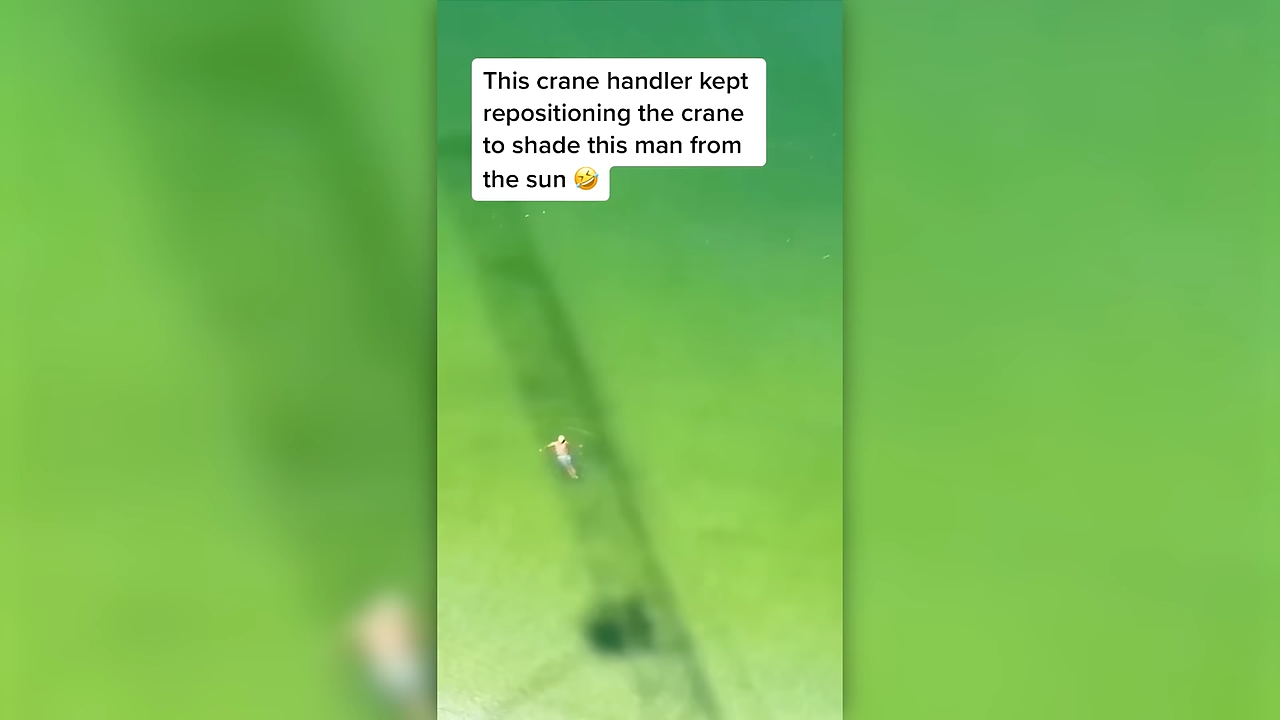 This crane handler kept
repositioning the crane
to shade this man from
the sun 🤣